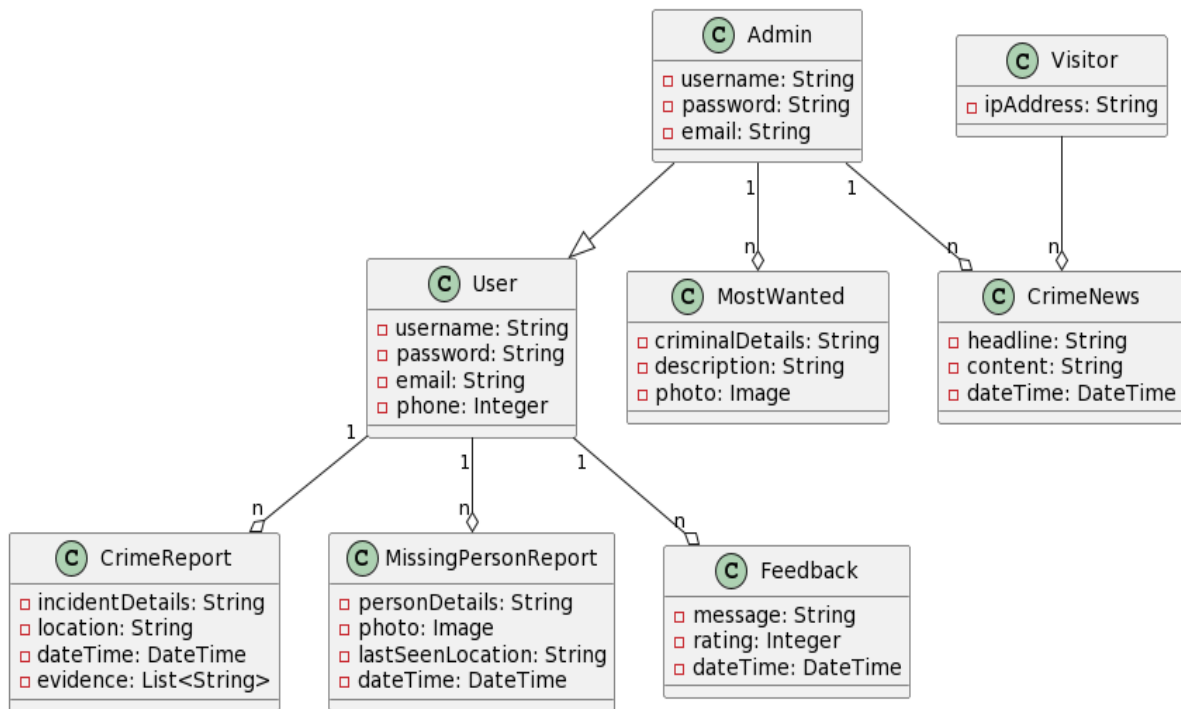 C Admin
username: String
password: String
email: String
C Visitor
ipAddress: String
1
1
n
n
n
C User
username: String
password: String
email: String
phone: Integer
C MostWanted
criminalDetails: String
description: String
photo: Image
C CrimeNews
headline: String
content: String
dateTime: DateTime
1
1
1
n
n
n
C CrimeReport
incidentDetails: String
location: String
dateTime: DateTime
evidence: List<String>
C MissingPersonReport
personDetails: String
photo: Image
lastSeenLocation: String
dateTime: DateTime
C Feedback
message: String
rating: Integer
dateTime: DateTime